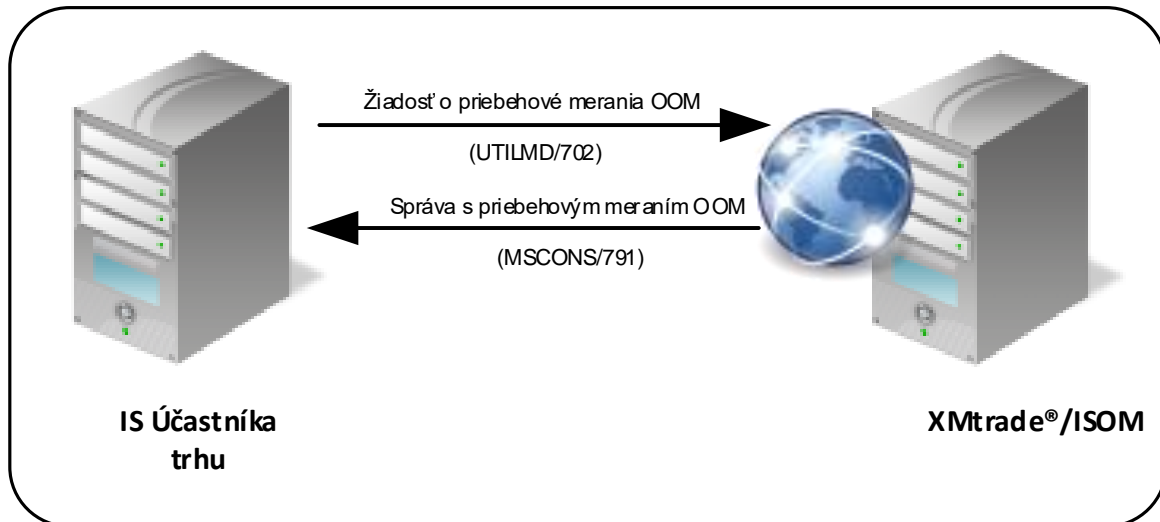 Žiadosť o priebehové merania OOM
(UTILMD/702)
Správa s priebehovým meraním OOM
(MSCONS/791)
IS Účastníka
trhu
XMtrade®/ISOM